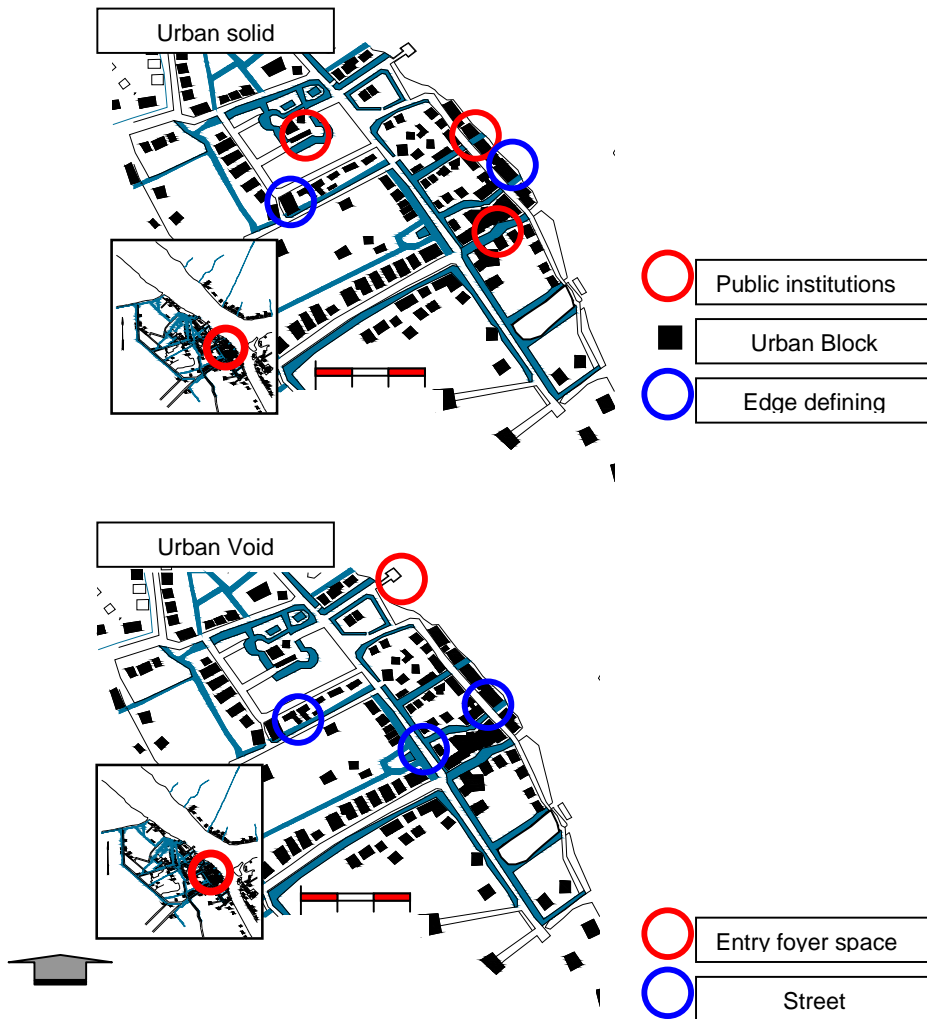 Urban solid
Public institutions
Urban Block
Edge defining
Urban Void
Entry foyer space
Street